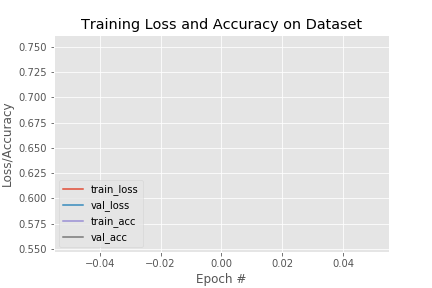 Training Loss and Accuracy on Dataset
0.750
0.725
0.700
0.675
0.650
0.625
0.600
0.575
0.550
Loss/Accuracy
train_loss
val_loss
train_acc
val_acc
−0.04 −0.02 0.00 0.02 0.04
Epoch #